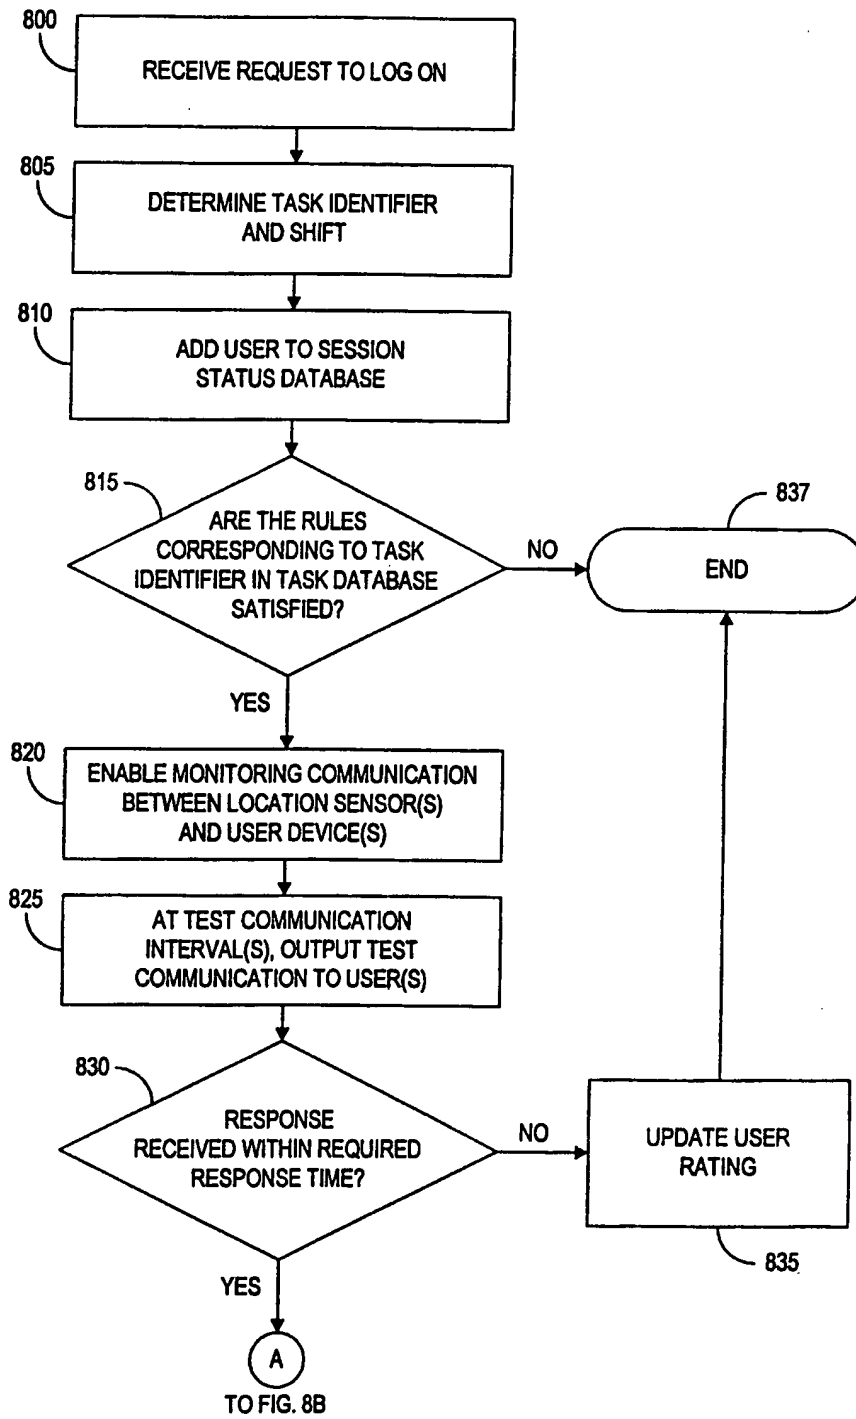 800
RECEIVE REQUEST TO LOG ON
805
DETERMINE TASK IDENTIFIER
AND SHIFT
810
ADD USER TO SESSION
STATUS DATABASE
815
ARE THE RULES
CORRESPONDING TO TASK
IDENTIFIER IN TASK DATABASE
SATISFIED?
NO
837
END
YES
820
ENABLE MONITORING COMMUNICATION
BETWEEN LOCATION SENSOR(S)
AND USER DEVICE(S)
825
AT TEST COMMUNICATION
INTERVAL(S), OUTPUT TEST
COMMUNICATION TO USER(S)
830
RESPONSE
RECEIVED WITHIN REQUIRED
RESPONSE TIME?
NO
UPDATE USER
RATING
835
YES
A
TO FIG. 8B